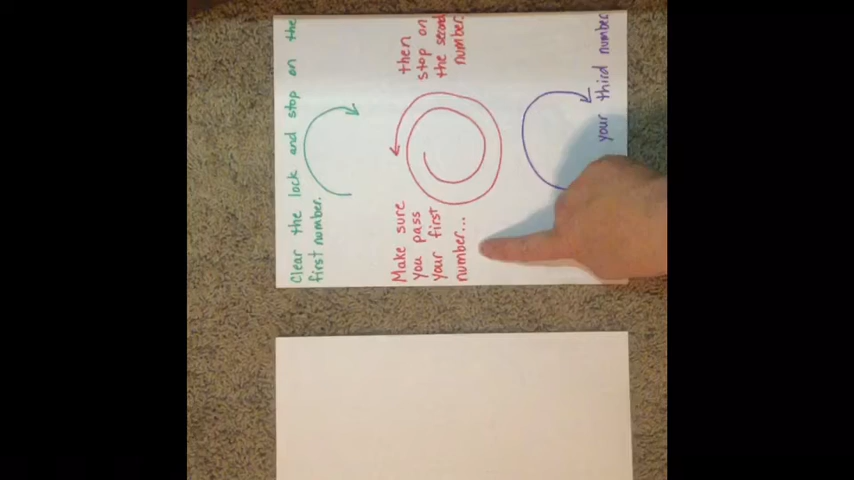 Clear the lock and stop on the
first number.
Make sure
you pass
your first
number...
then
stop on
the second
number.
your third number